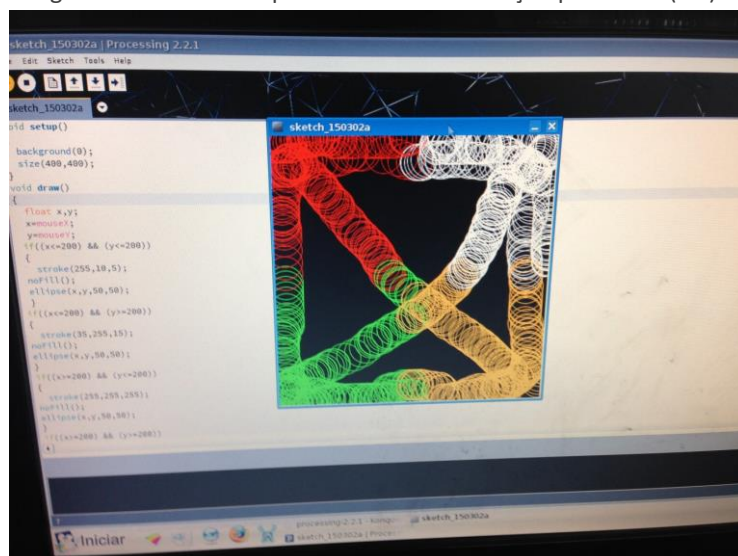 sketch_150302a | Processing 2.2.1
Edit Sketch Tools Help
sketch_150302a
void setup()
background(0);
size(400,400);
}
void draw()
{
float x,y;
x=mouseX;
y=mouseY;
if((x<=200) && (y<=200))
{
stroke(255,10,5);
noFill();
ellipse(x,y,50,50);
}
if((x<=200) && (y>=200))
{
stroke(35,255,15);
noFill();
ellipse(x,y,50,50);
}
if((x>=200) && (y<=200))
{
stroke(255,255,255);
noFill();
ellipse(x,y,50,50);
}
if((x>=200) && (y>=200))
sketch_150302a
Iniciar
processing-2.2.1
sketch_150302a | Proces
sketch_150302a